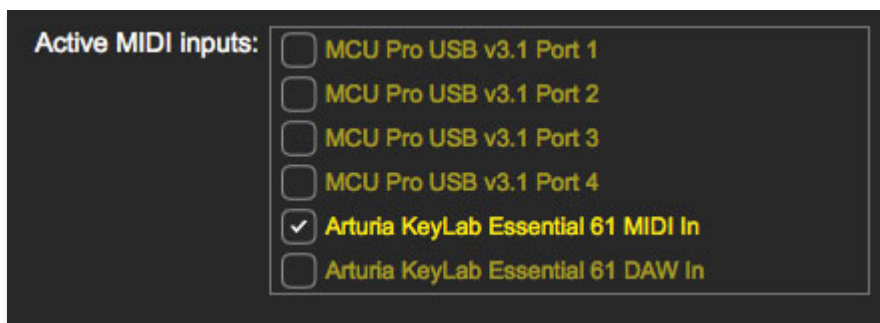 Active MIDI inputs:
MCU Pro USB v3.1 Port 1
MCU Pro USB v3.1 Port 2
MCU Pro USB v3.1 Port 3
MCU Pro USB v3.1 Port 4
Arturia KeyLab Essential 61 MIDI In
Arturia KeyLab Essential 61 DAW In